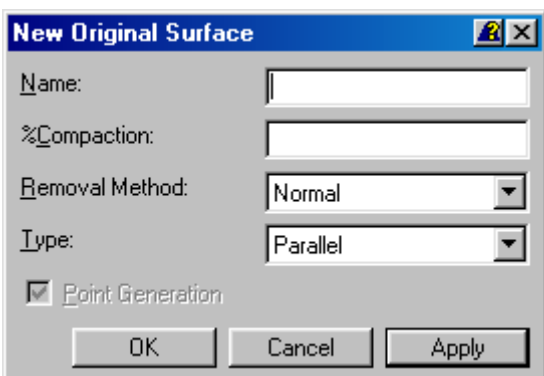 New Original Surface ?
Name:
%Compaction:
Removal Method: Normal
Type: Parallel
Point Generation
OK Cancel Apply